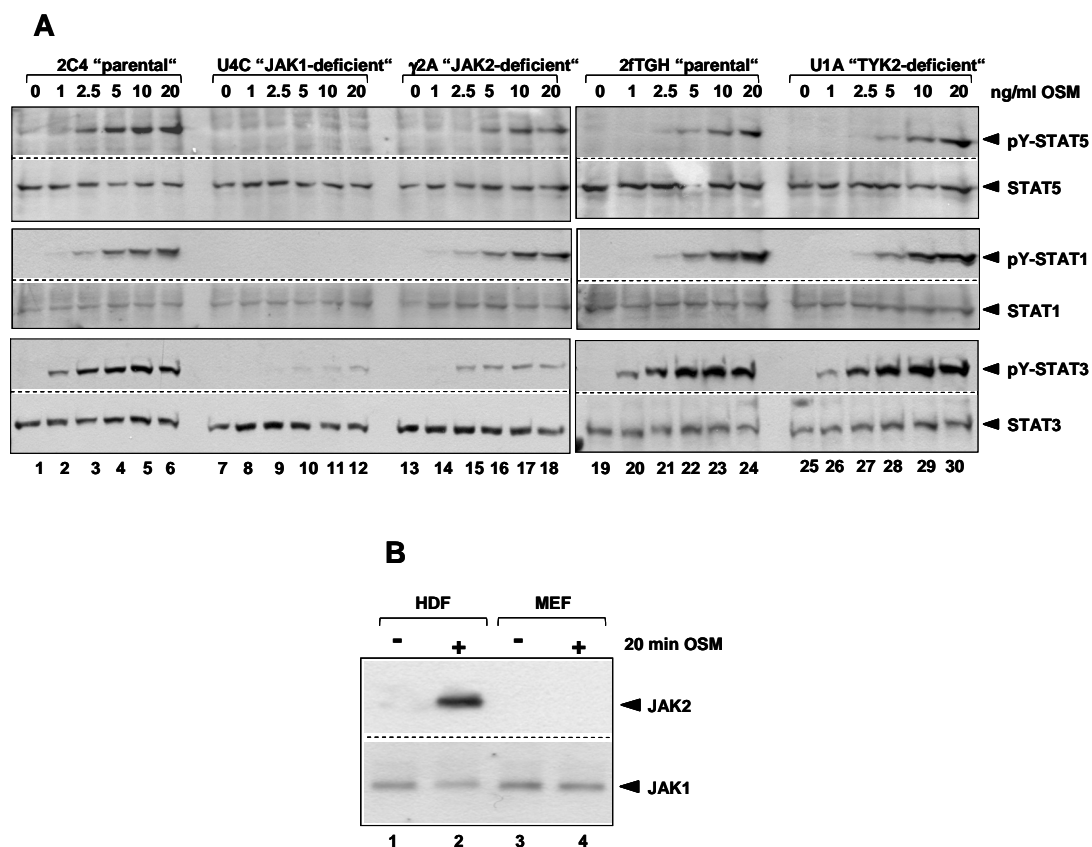 A
2C4 “parental“ U4C “JAK1-deficient“ γ2A “JAK2-deficient“ 2fTGH “parental” U1A “TYK2-deficient“
0 1 2.5 5 10 20 0 1 2.5 5 10 20 0 1 2.5 5 10 20 0 1 2.5 5 10 20 0 1 2.5 5 10 20 ng/ml OSM
pY-STAT5
STAT5
pY-STAT1
STAT1
pY-STAT3
STAT3
1 2 3 4 5 6 7 8 9 10 11 12 13 14 15 16 17 18 19 20 21 22 23 24 25 26 27 28 29 30
B
HDF MEF
- + - + 20 min OSM
JAK2
JAK1
1 2 3 4